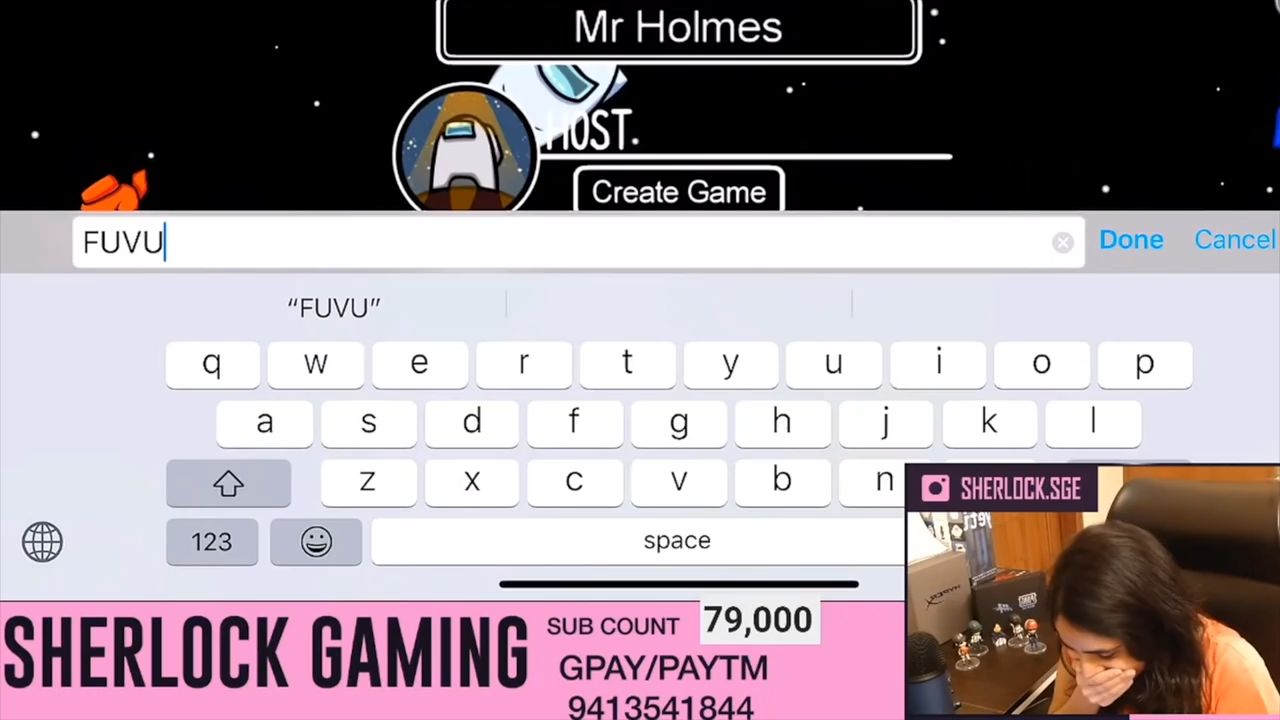 Mr Holmes
HOST
Create Game
FUVU
Done
Cancel
“FUVU”
q w e r t y u i o p
a s d f g h j k l
z x c v b n
SHERLOCK.SGE
123
space
SHERLOCK GAMING
SUB COUNT
79,000
GPAY/PAYTM
9413541844